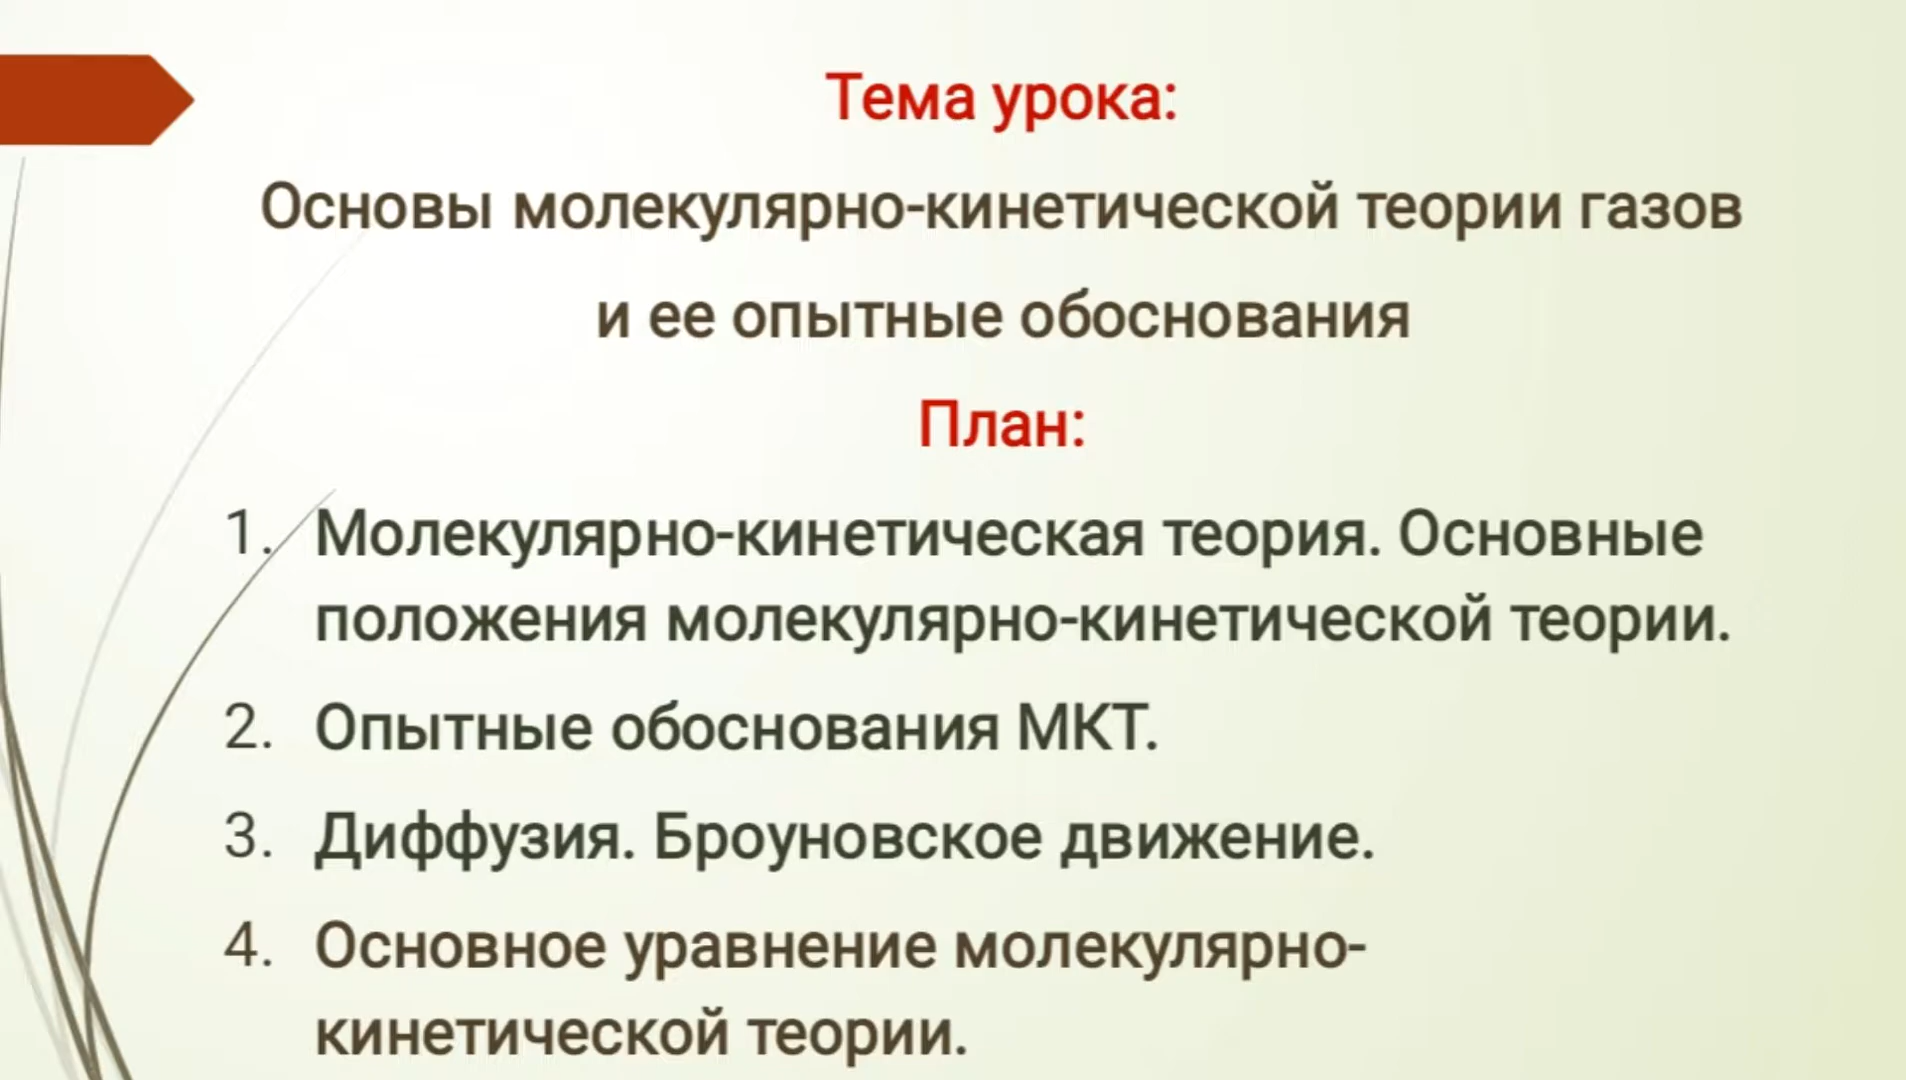 Тема урока:
Основы молекулярно-кинетической теории газов
и ее опытные обоснования
План:
1. Молекулярно-кинетическая теория. Основные
положения молекулярно-кинетической теории.
2. Опытные обоснования МКТ.
3. Диффузия. Броуновское движение.
4. Основное уравнение молекулярно-
кинетической теории.